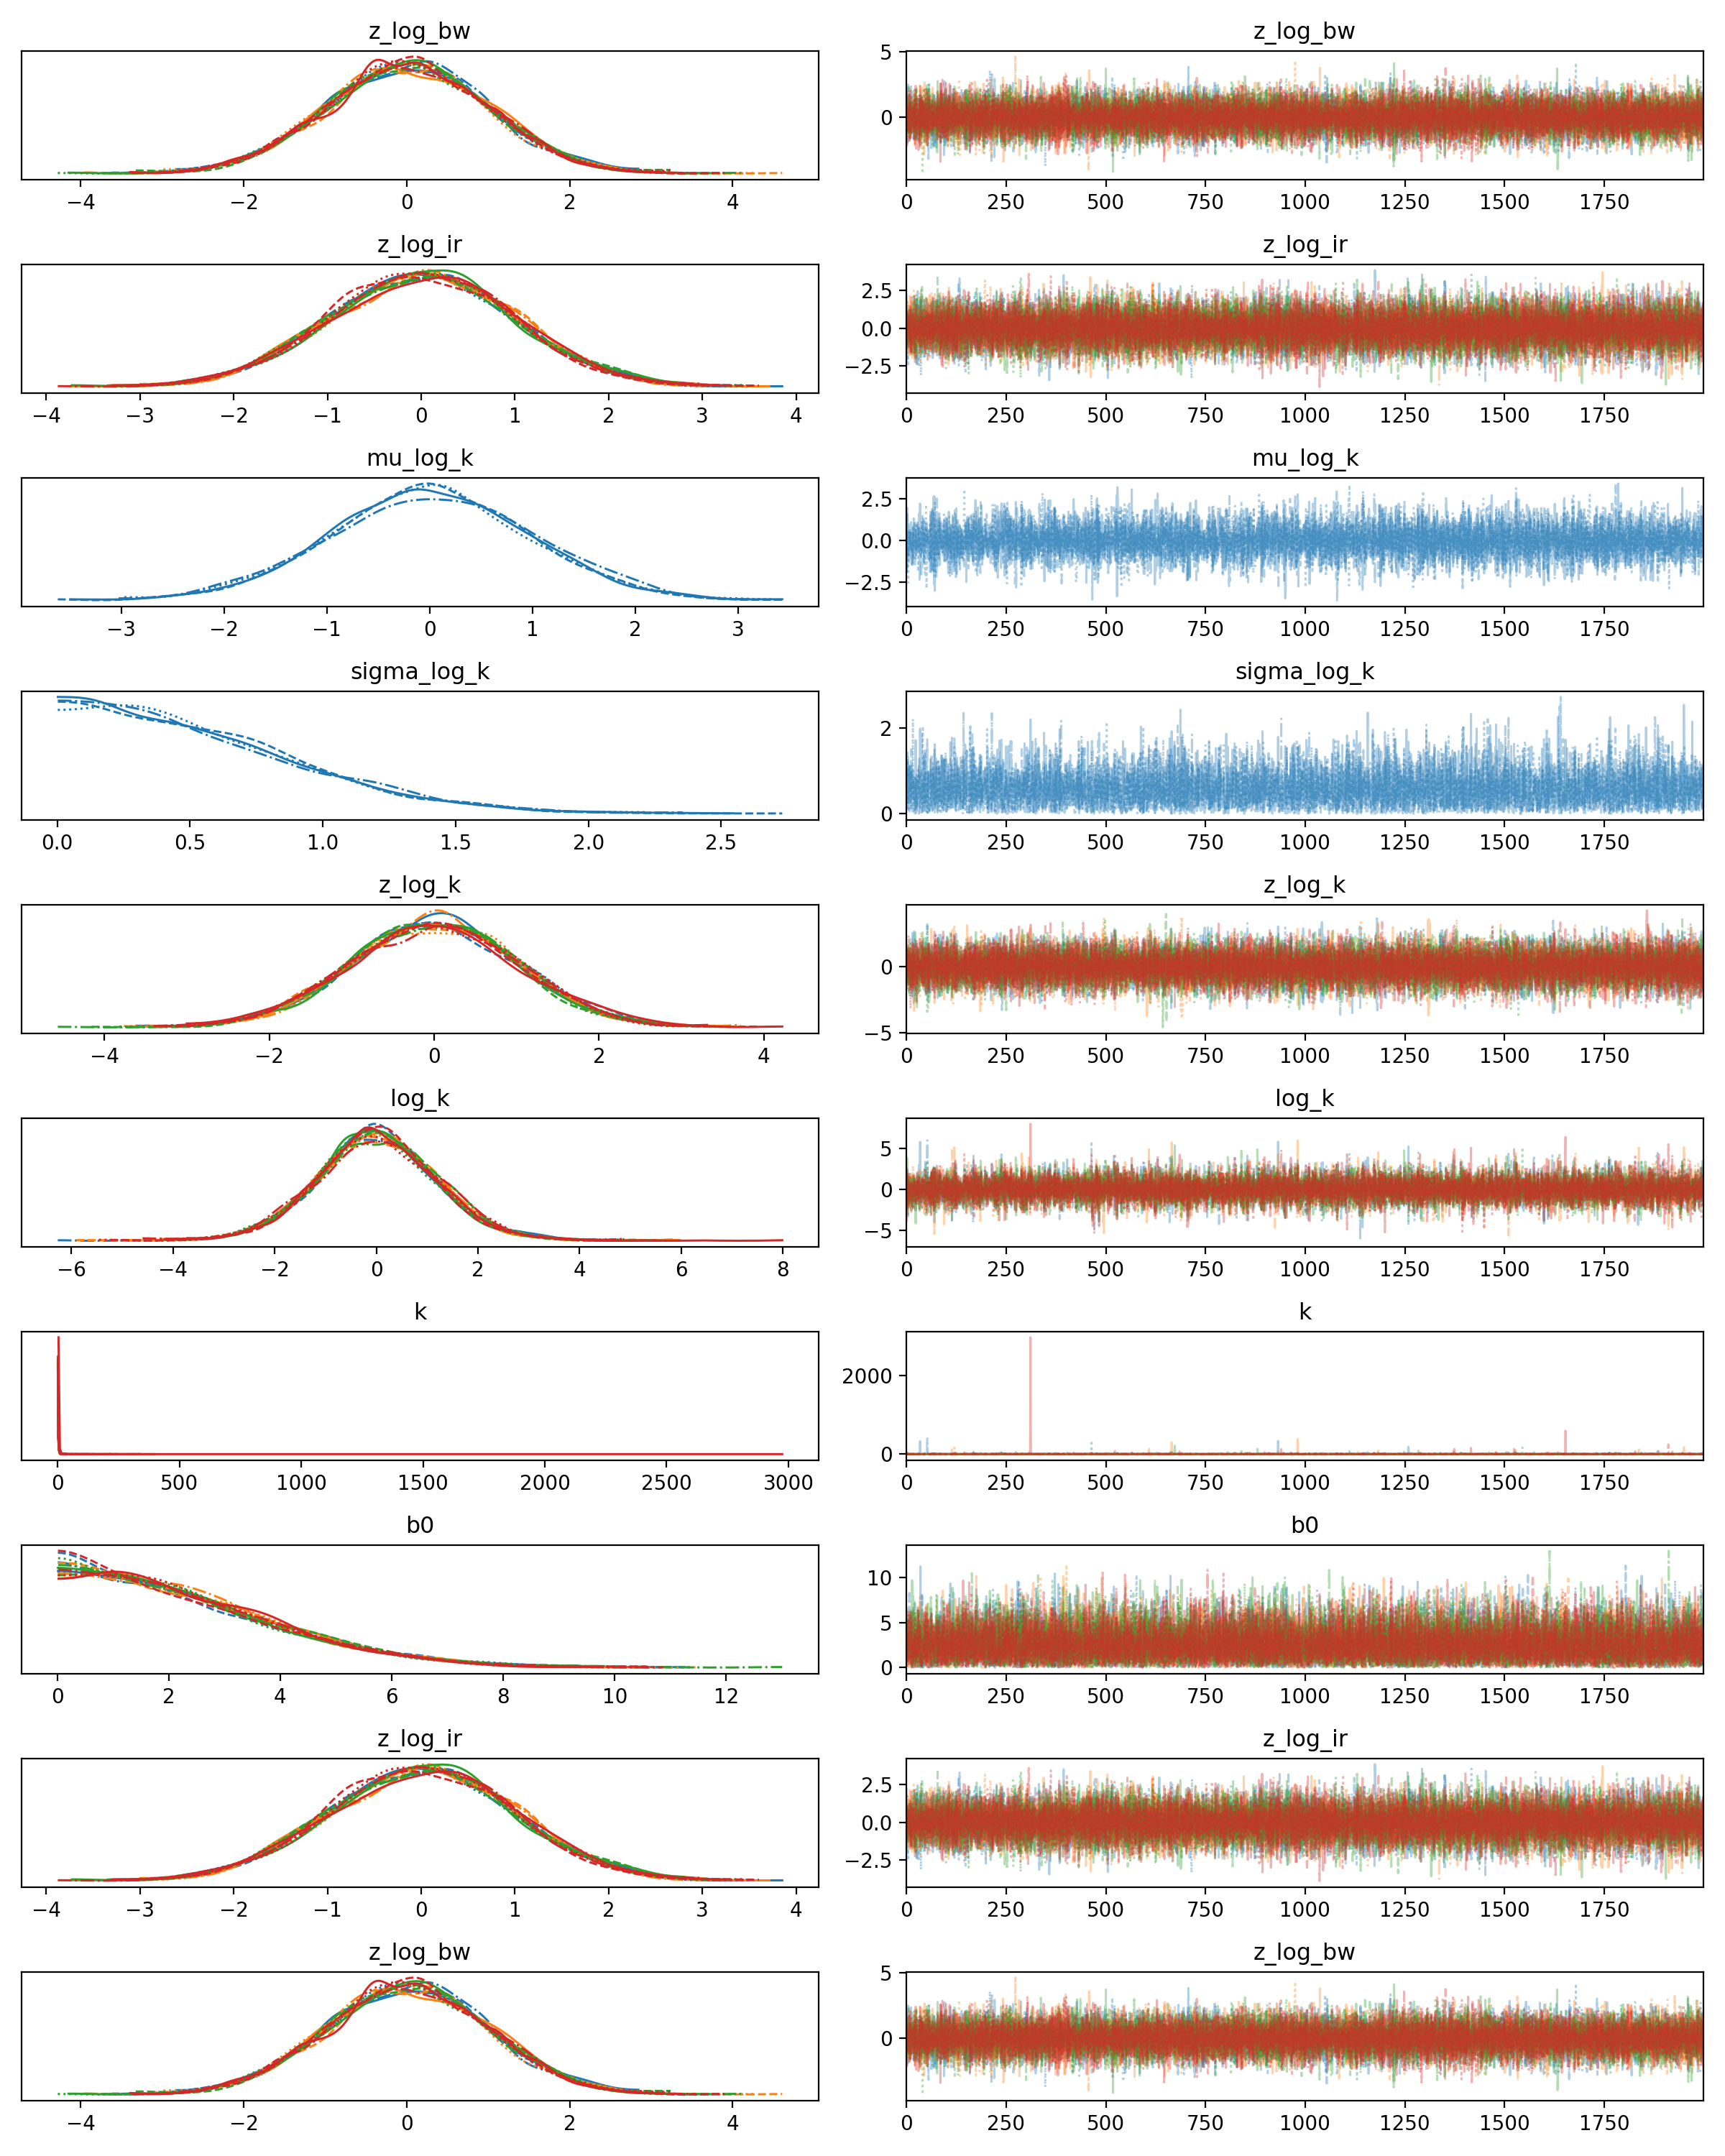 z_log_bw z_log_bw
5
0
−4 −2 0 2 4 0 250 500 750 1000 1250 1500 1750
z_log_ir z_log_ir
2.5
0.0
−2.5
−4 −3 −2 −1 0 1 2 3 4 0 250 500 750 1000 1250 1500 1750
mu_log_k mu_log_k
2.5
0.0
−2.5
−3 −2 −1 0 1 2 3 0 250 500 750 1000 1250 1500 1750
sigma_log_k sigma_log_k
2
0
0.0 0.5 1.0 1.5 2.0 2.5 0 250 500 750 1000 1250 1500 1750
z_log_k z_log_k
0
−5
−4 −2 0 2 4 0 250 500 750 1000 1250 1500 1750
log_k log_k
5
0
−5
−6 −4 −2 0 2 4 6 8 0 250 500 750 1000 1250 1500 1750
k k
2000
0
0 500 1000 1500 2000 2500 3000 0 250 500 750 1000 1250 1500 1750
b0 b0
10
5
0
0 2 4 6 8 10 12 0 250 500 750 1000 1250 1500 1750
z_log_ir z_log_ir
2.5
0.0
−2.5
−4 −3 −2 −1 0 1 2 3 4 0 250 500 750 1000 1250 1500 1750
z_log_bw z_log_bw
5
0
−4 −2 0 2 4 0 250 500 750 1000 1250 1500 1750